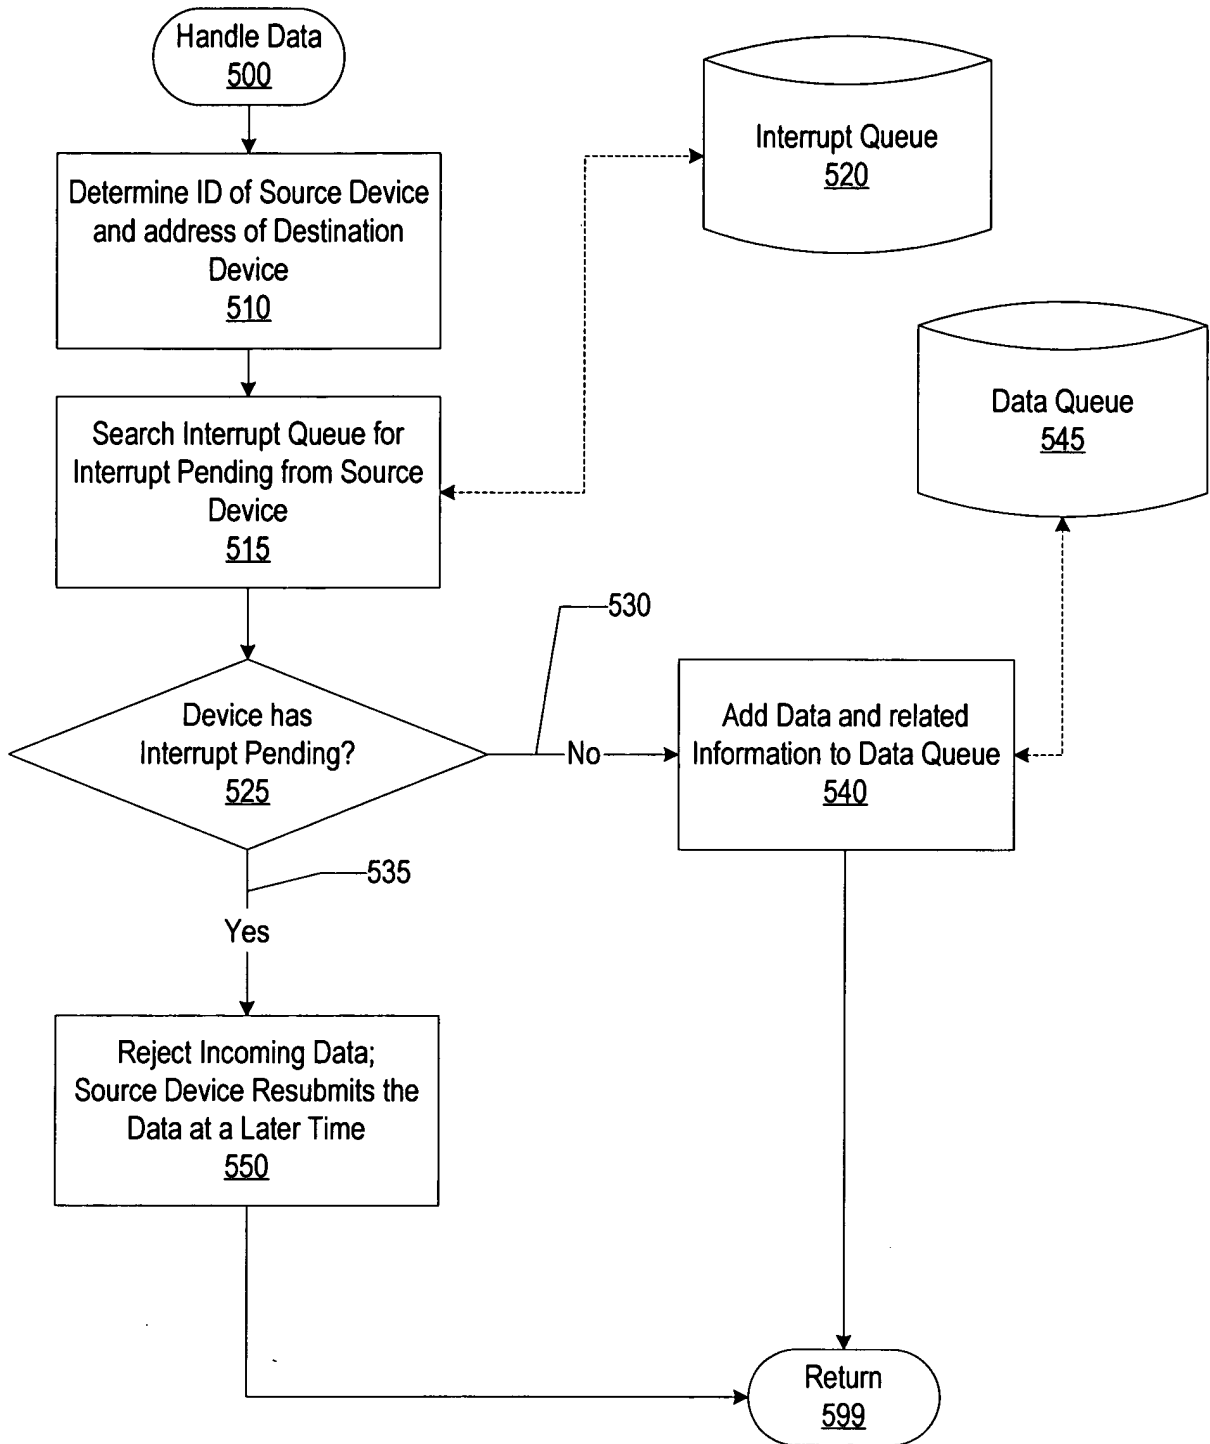 Handle Data
500
Determine ID of Source Device
and address of Destination
Device
510
Search Interrupt Queue for
Interrupt Pending from Source
Device
515
Interrupt Queue
520
Data Queue
545
530
Device has
Interrupt Pending?
525
No
Add Data and related
Information to Data Queue
540
535
Yes
Reject Incoming Data;
Source Device Resubmits the
Data at a Later Time
550
Return
599